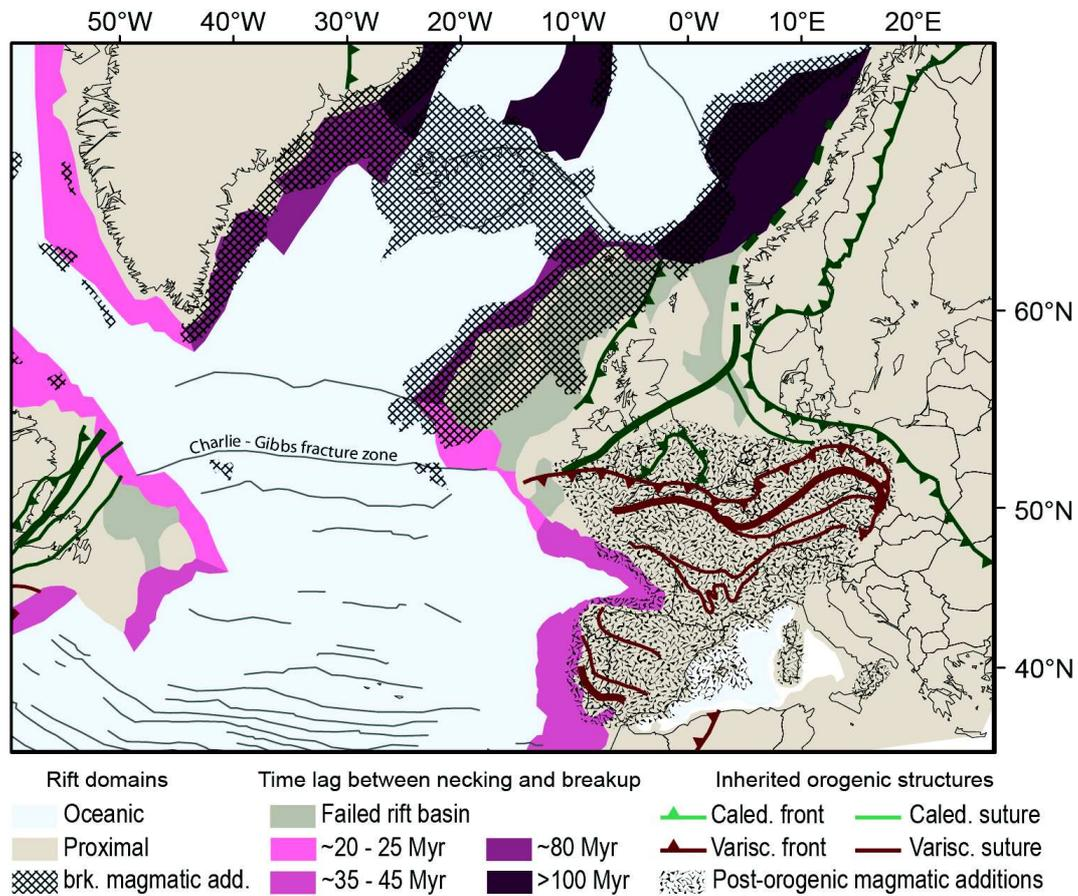 50°W 40°W 30°W 20°W 10°W 0°W 10°E 20°E
60°N
Charlie - Gibbs fracture zone
50°N
40°N
Rift domains
Oceanic
Proximal
brk. magmatic add.
Time lag between necking and breakup
Failed rift basin
~20 - 25 Myr
~35 - 45 Myr
~80 Myr
>100 Myr
Inherited orogenic structures
Caled. front
Caled. suture
Varisc. front
Varisc. suture
Post-orogenic magmatic additions